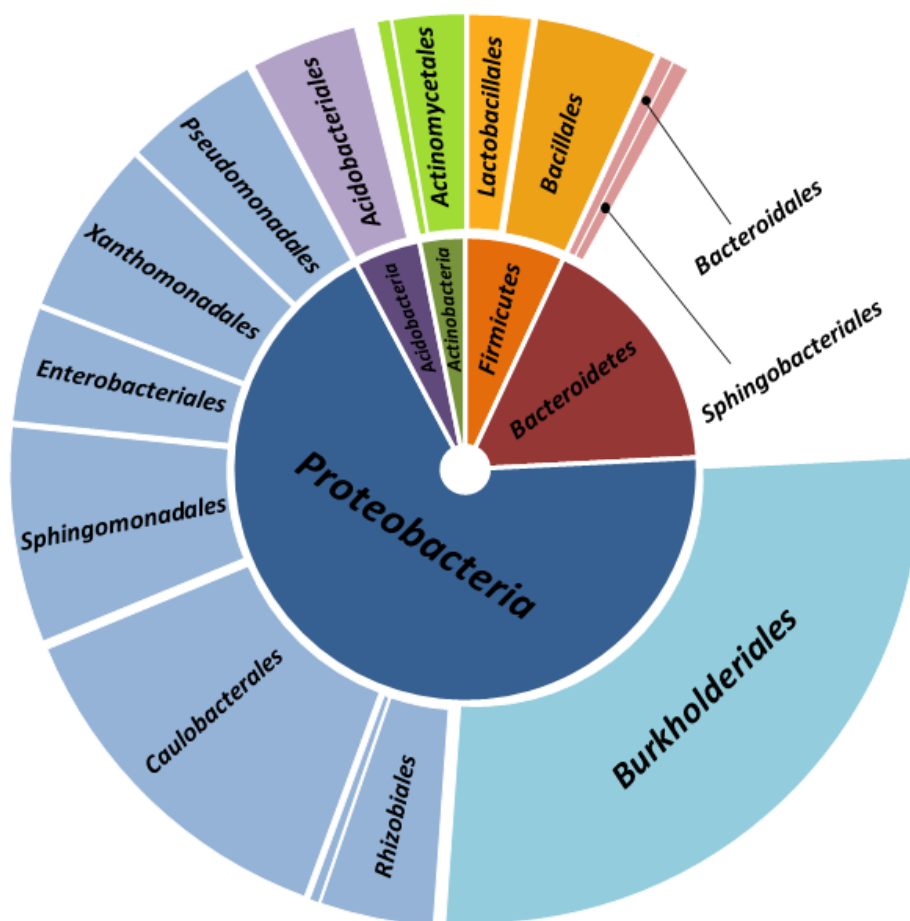 Pseudomonadales
Acidobacteriales
Actinomycetales
Lactobacillales
Bacillales
Bacteroidales
Sphingobacteriales
Xanthomonadales
Enterobacteriales
Sphingomonadales
Caulobacterales
Rhizobiales
Burkholderiales
Acidobacteria
Actinobacteria
Firmicutes
Bacteroidetes
Proteobacteria